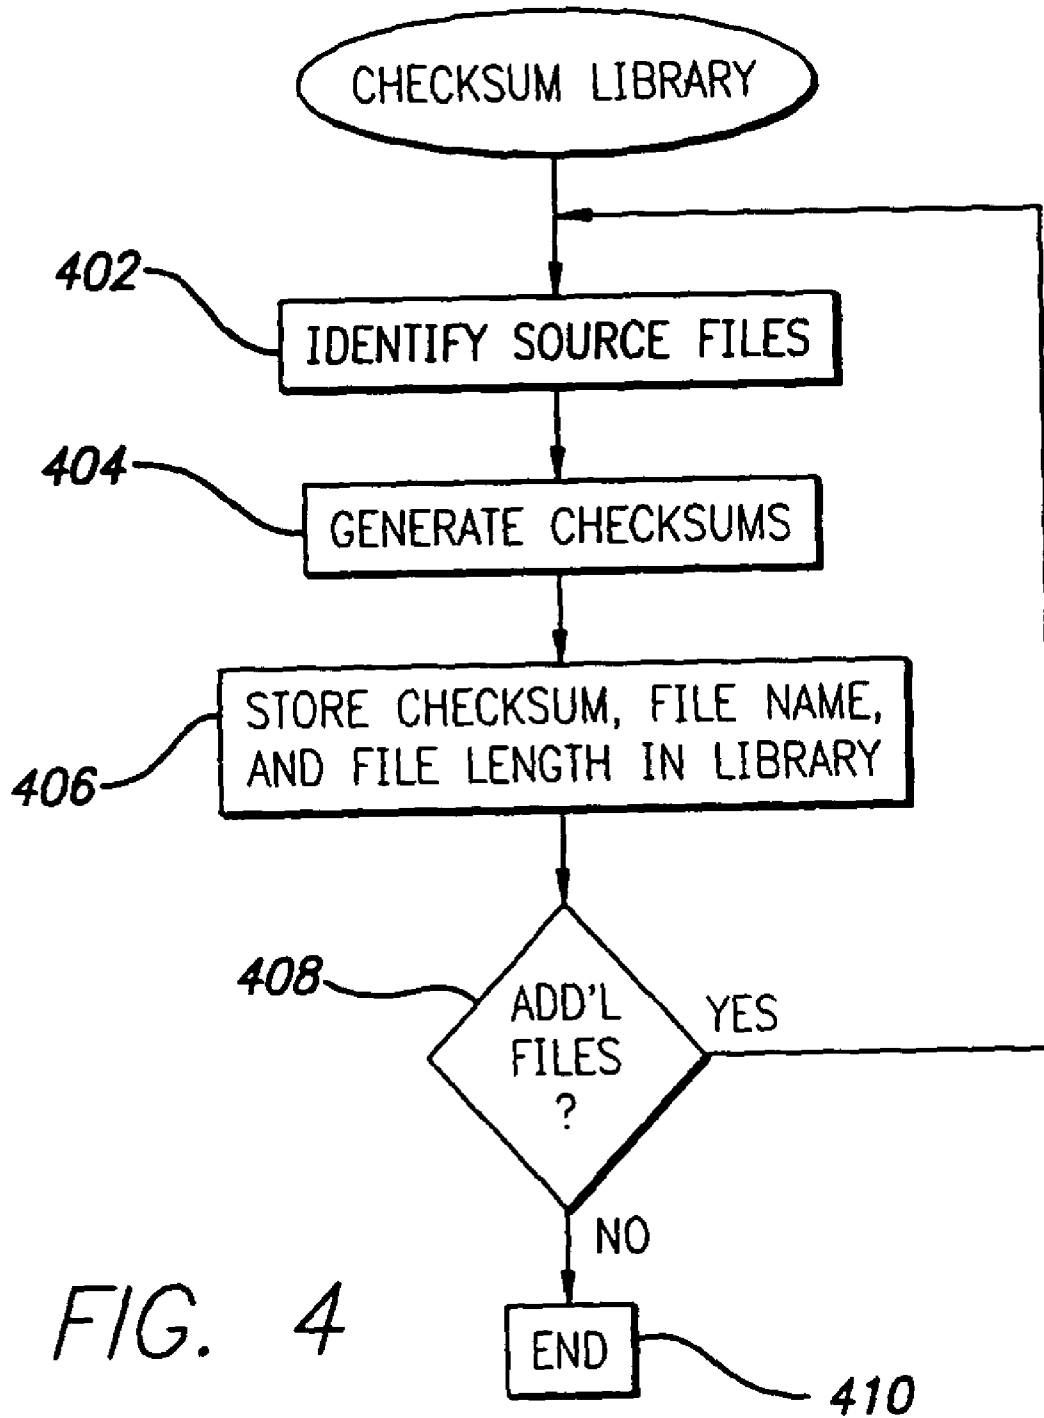 CHECKSUM LIBRARY
402
IDENTIFY SOURCE FILES
404
GENERATE CHECKSUMS
STORE CHECKSUM, FILE NAME,
AND FILE LENGTH IN LIBRARY
406
408
ADD'L
FILES
?
YES
NO
END
410
FIG. 4